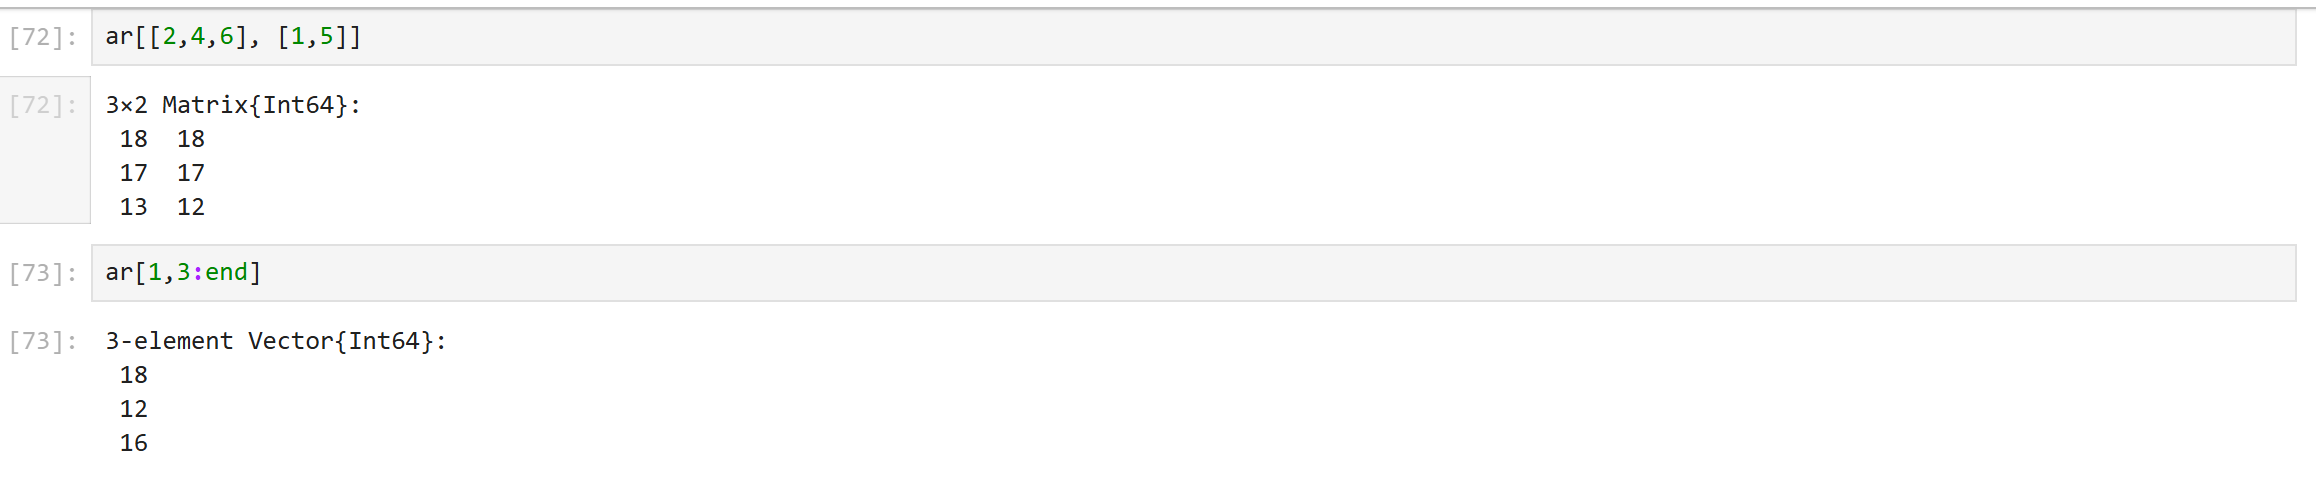 [72]: ar[[2,4,6], [1,5]]
[72]: 3×2 Matrix{Int64}:
18  18
17  17
13  12
[73]: ar[1,3:end]
[73]: 3-element Vector{Int64}:
18
12
16